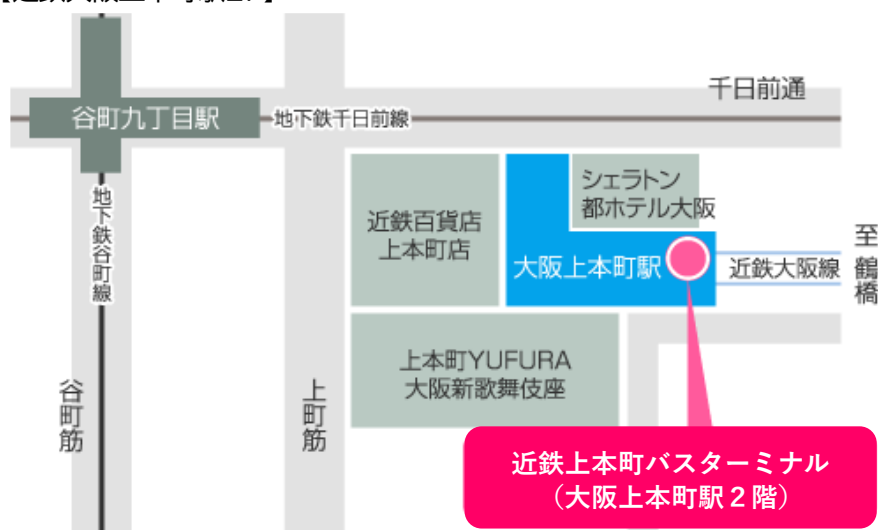 千日前通
谷町九丁目駅
地下鉄千日前線
地下鉄谷町線
シェラトン
都ホテル大阪
近鉄百貨店
上本町店
大阪上本町駅
近鉄大阪線
至鶴橋
上本町YUFURA
大阪新歌舞伎座
谷町筋
上町筋
近鉄上本町バスターミナル
（大阪上本町駅２階）